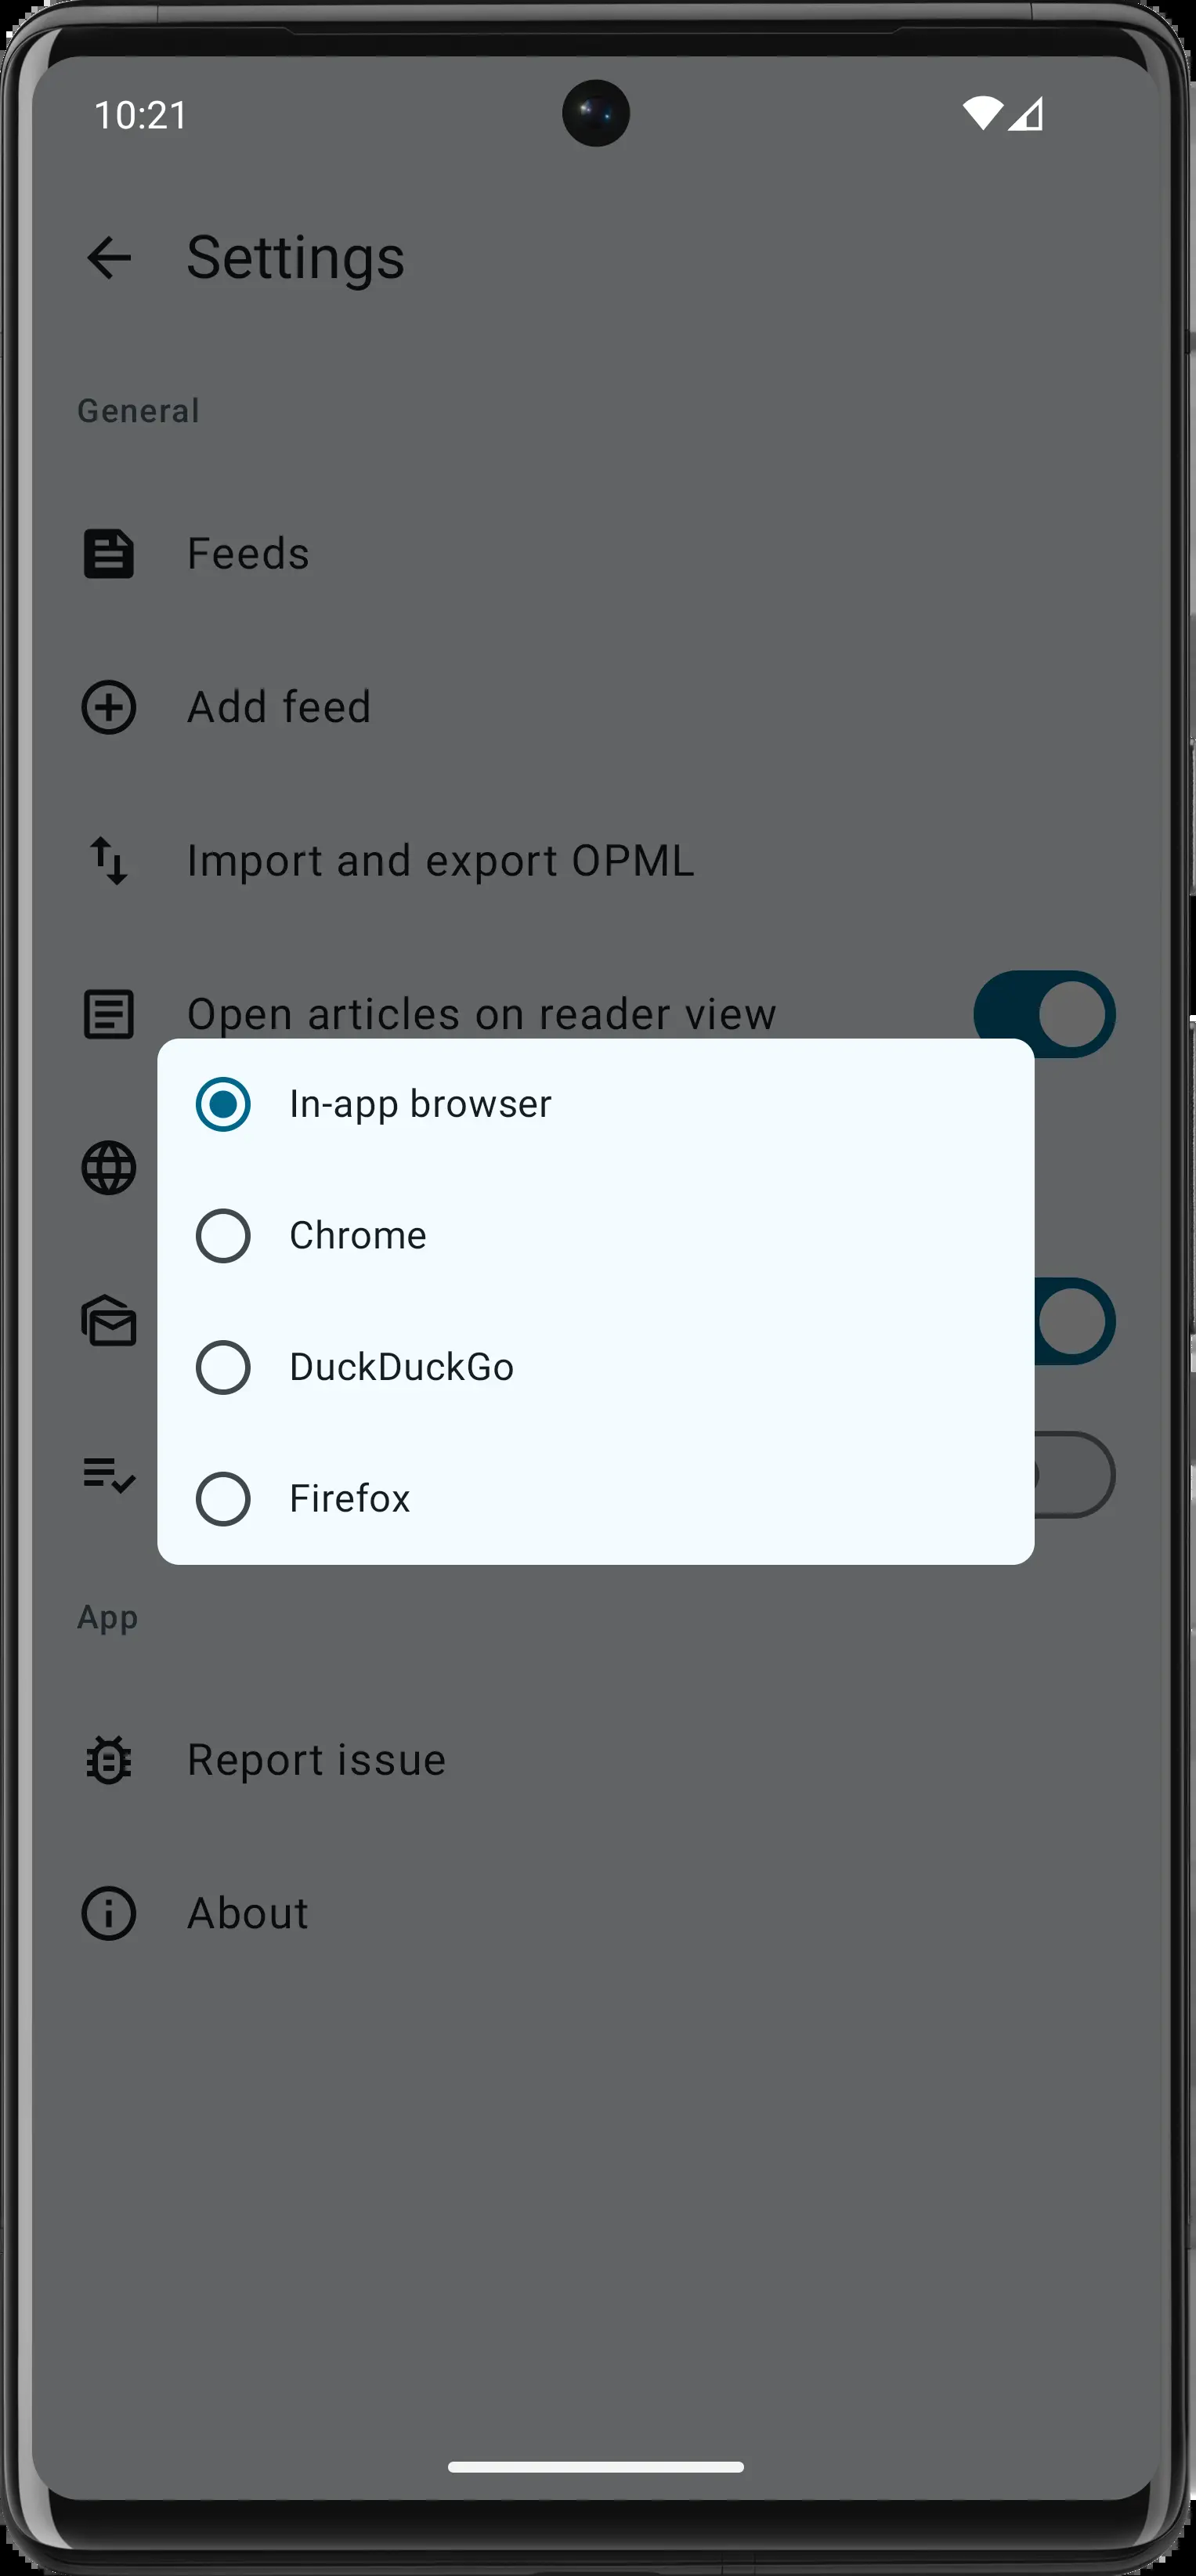 10:21
Settings
General
Feeds
Add feed
Import and export OPML
Open articles on reader view
In-app browser
Chrome
DuckDuckGo
Firefox
App
Report issue
About